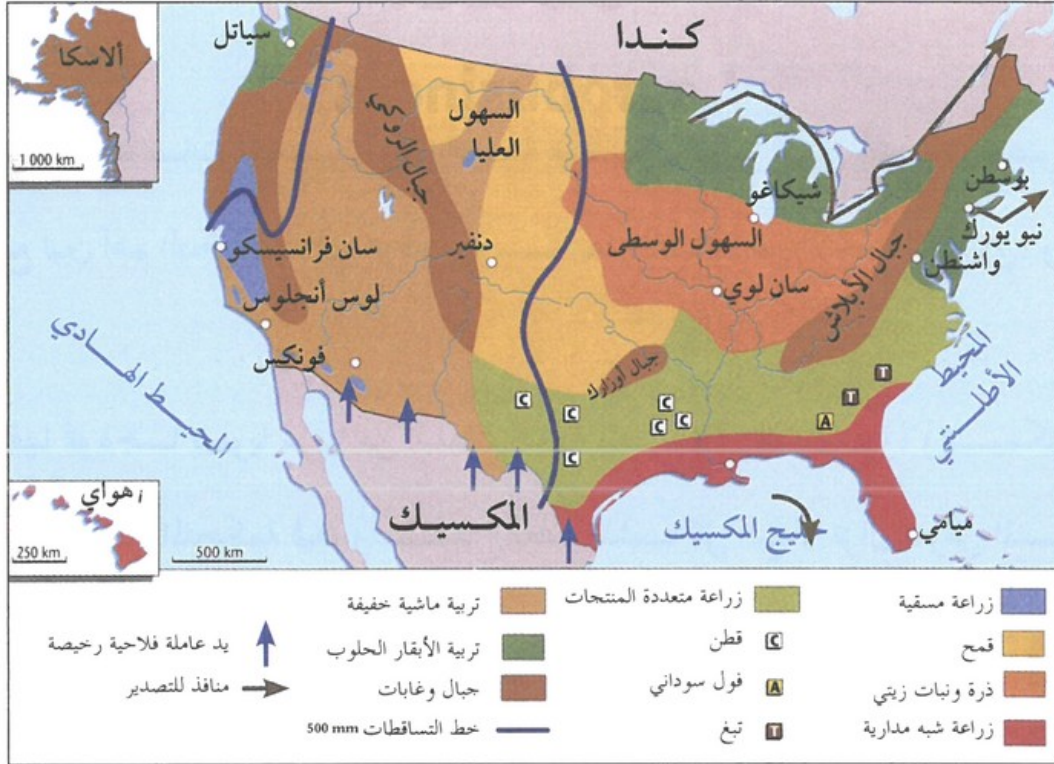 ألاسكا
1 000 km
سياتل
كندا
السهول
العليا
جبال الروكي
شيكاغو
بوسطن
نيو يورك
واشنطن
السهول الوسطى
سان لوي
جبال الأبلاش
دنفير
سان فرانسيسكو
لوس أنجلوس
فونكس
جبال أوزارك
المحيط الهادي
المحيط
الأطلنتي
C
C
C
C
C
C
T
T
A
المكسيك
خليج المكسيك
ميامي
هواي
250 km
500 km
زراعة مسقية
قمح
ذرة ونبات زيتي
زراعة شبه مدارية
زراعة متعددة المنتجات
C قطن
A فول سوداني
T تبغ
تربية ماشية خفيفة
تربية الأبقار الحلوب
جبال وغابات
خط التساقطات 500 mm
يد عاملة فلاحية رخيصة
منافذ للتصدير